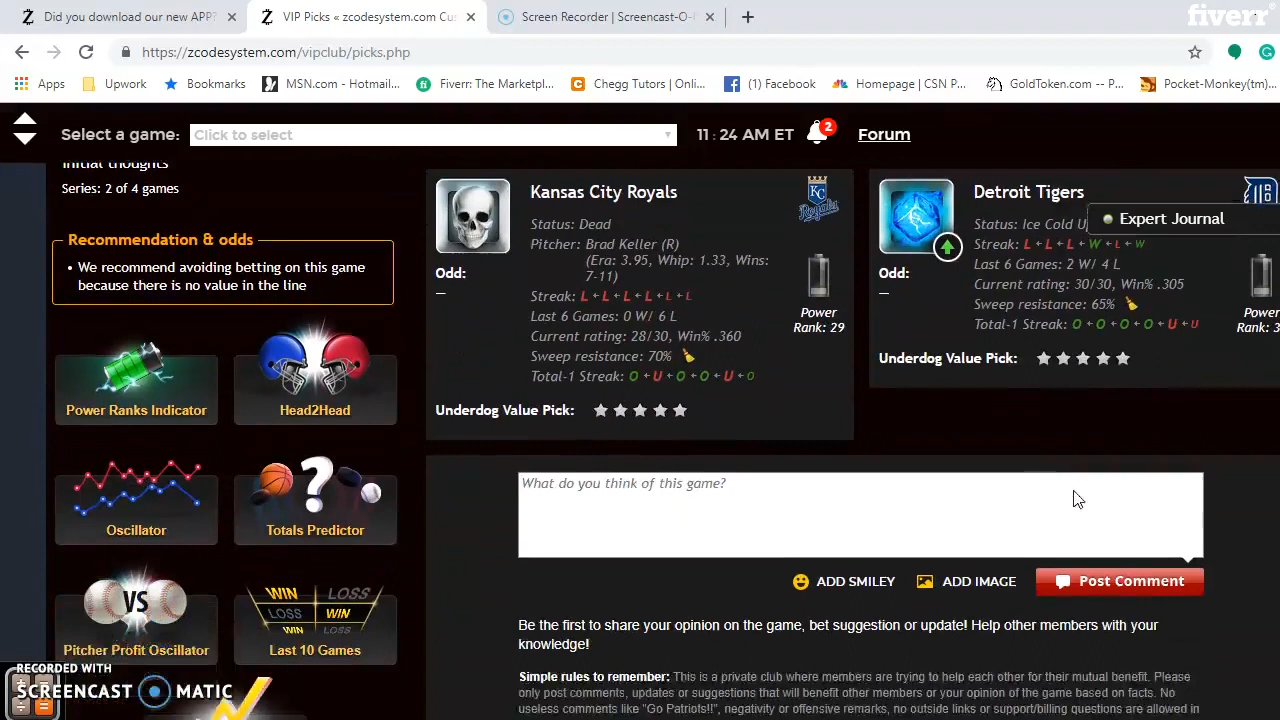 Did you download our new APP?
VIP Picks « zcodesystem.com Cus
Screen Recorder | Screencast-O-
fiverr
https://zcodesystem.com/vipclub/picks.php
Apps
Upwork
Bookmarks
MSN.com - Hotmail...
Fiverr: The Marketpl...
Chegg Tutors | Onli...
(1) Facebook
Homepage | CSN P...
GoldToken.com -- P...
Pocket-Monkey(tm)...
Select a game:
Click to select
11 : 24 AM ET
2
Forum
Initial thoughts
Series: 2 of 4 games
Recommendation & odds
• We recommend avoiding betting on this game
because there is no value in the line
Power Ranks Indicator
Head2Head
Oscillator
Totals Predictor
VS
Pitcher Profit Oscillator
WIN LOSS
LOSS WIN
WIN LOSS
Last 10 Games
Kansas City Royals
KC
Royals
Status: Dead
Pitcher: Brad Keller (R)
(Era: 3.95, Whip: 1.33, Wins:
7-11)
Odd:
—
Streak: L ← L ← L ← L ← L ← L
Last 6 Games: 0 W/ 6 L
Current rating: 28/30, Win% .360
Sweep resistance: 70%
Total-1 Streak: O ← U ← O ← O ← U ← O
Power
Rank: 29
Underdog Value Pick:
Detroit Tigers
Status: Ice Cold U
Expert Journal
Streak: L ← L ← L ← W ← L ← W
Last 6 Games: 2 W/ 4 L
Odd:
—
Current rating: 30/30, Win% .305
Sweep resistance: 65%
Total-1 Streak: O ← O ← O ← O ← U ← U
Power
Rank: 3
Underdog Value Pick:
What do you think of this game?
ADD SMILEY
ADD IMAGE
Post Comment
Be the first to share your opinion on the game, bet suggestion or update! Help other members with your
knowledge!
Simple rules to remember: This is a private club where members are trying to help each other for their mutual benefit. Please
only post comments, updates or suggestions that will benefit other members or your opinion of the game based on facts. No
useless comments like "Go Patriots!!", negativity or offensive remarks, no outside links or support/billing questions are allowed in
RECORDED WITH
SCREENCAST MATIC